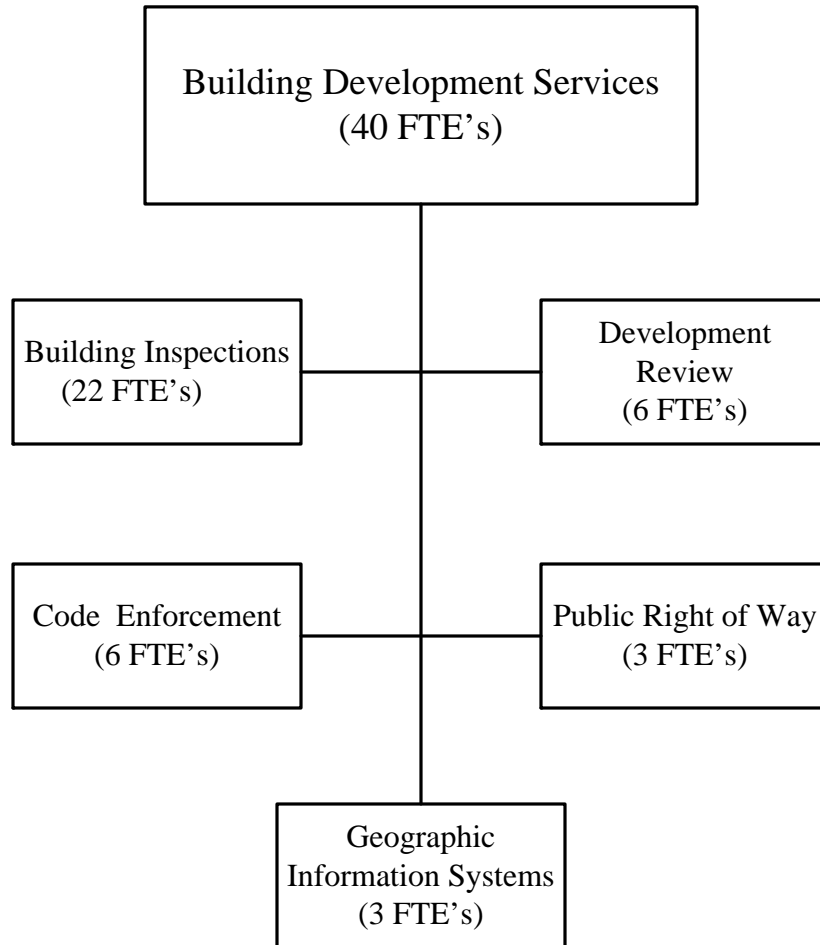 Building Development Services
(40 FTE’s)
Building Inspections
(22 FTE’s)
Development
Review
(6 FTE’s)
Code  Enforcement
(6 FTE’s)
Public Right of Way
(3 FTE’s)
Geographic
Information Systems
(3 FTE’s)